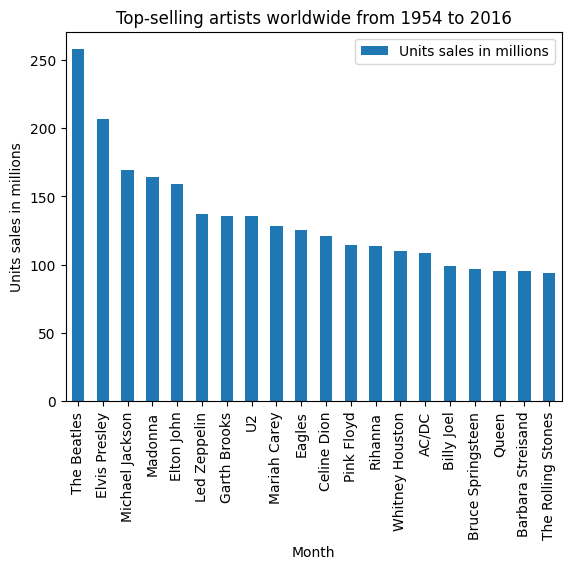 Top-selling artists worldwide from 1954 to 2016
Units sales in millions
Units sales in millions
250
200
150
100
50
0
The Beatles
Elvis Presley
Michael Jackson
Madonna
Elton John
Led Zeppelin
Garth Brooks
U2
Mariah Carey
Eagles
Celine Dion
Pink Floyd
Rihanna
Whitney Houston
AC/DC
Billy Joel
Bruce Springsteen
Queen
Barbara Streisand
The Rolling Stones
Month